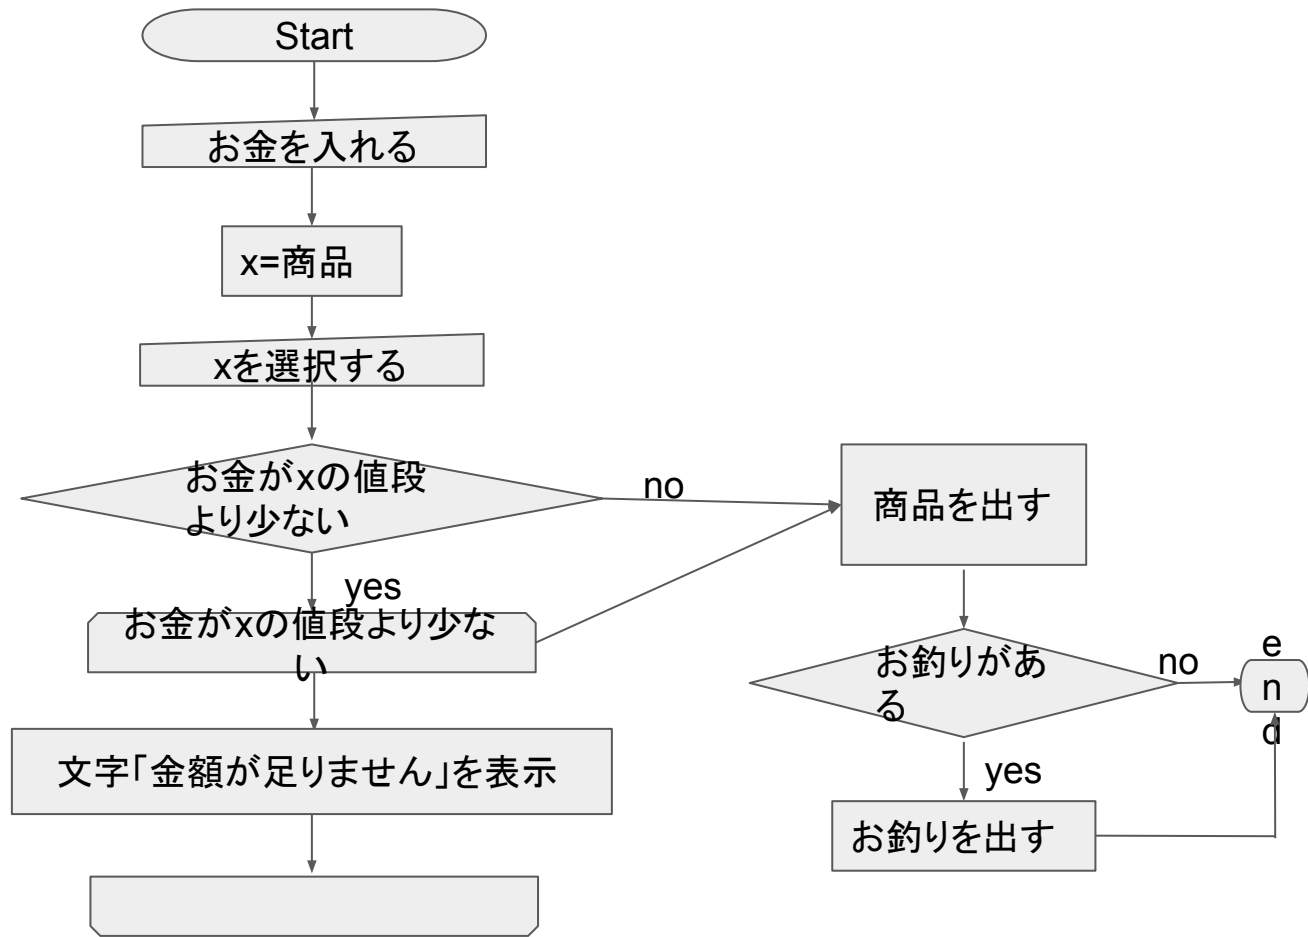 Start
お金を入れる
x=商品
xを選択する
お金がxの値段
より少ない
no
yes
お金がxの値段より少な
い
文字「金額が足りません」を表示
商品を出す
お釣りがあ
る
no
yes
お釣りを出す
e
n
d